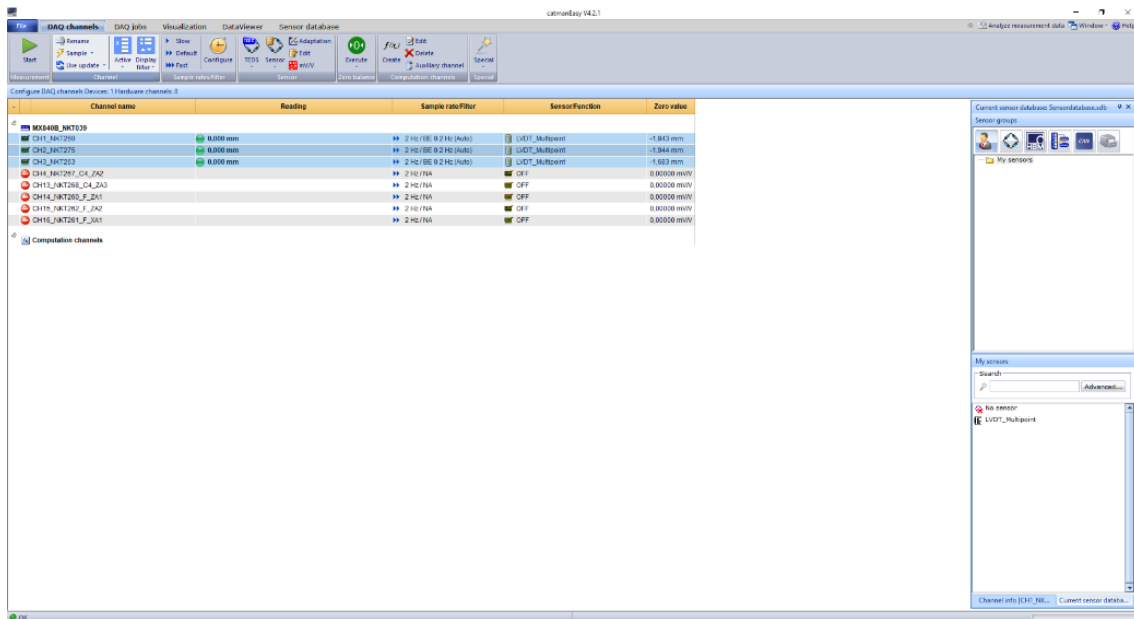 catmanEasy V4.2.1
File DAQ channels DAQ jobs Visualization DataViewer Sensor database
Analyze measurement data Window Help
Rename Slow Adaptation Edit
Sample Default Edit Delete
Start Live update Active Display filter Fast Configure TEDS Sensor mV/V Execute Create Auxiliary channel Special
Measurement Channel Sample rates/filter Sensor Zero balance Computation channels Special
Configure DAQ channels Devices: 1 Hardware channels: 8
Channel name Reading Sample rate/Filter Sensor/Function Zero value
MX840B_NKT039
0,000 mm 2 Hz / BE 0.2 Hz (Auto) LVDT_Multipoint -1,843 mm
CH2_NKT275 0,000 mm 2 Hz / BE 0.2 Hz (Auto) LVDT_Multipoint -1,944 mm
CH3_NKT253 0,000 mm 2 Hz / BE 0.2 Hz (Auto) LVDT_Multipoint
CH4_NKT257_C4_ZA2 2 Hz / NA OFF 0,00000 mV/V
CH13_NKT268_C4_ZA3 2 Hz / NA OFF 0,00000 mV/V
CH14_NKT260_F_ZA1 2 Hz / NA OFF 0,00000 mV/V
CH15_NKT262_F_ZA2 2 Hz / NA OFF 0,00000 mV/V
CH16_NKT261_F_XA1 2 Hz / NA OFF 0,00000 mV/V
Computation channels
Current sensor database: Sensordatabase.sdb
Sensor groups
My sensors
My sensors
Search
Advanced...
No sensor
LVDT_Multipoint
Channel info [CH1_NK... Current sensor databa...
OK